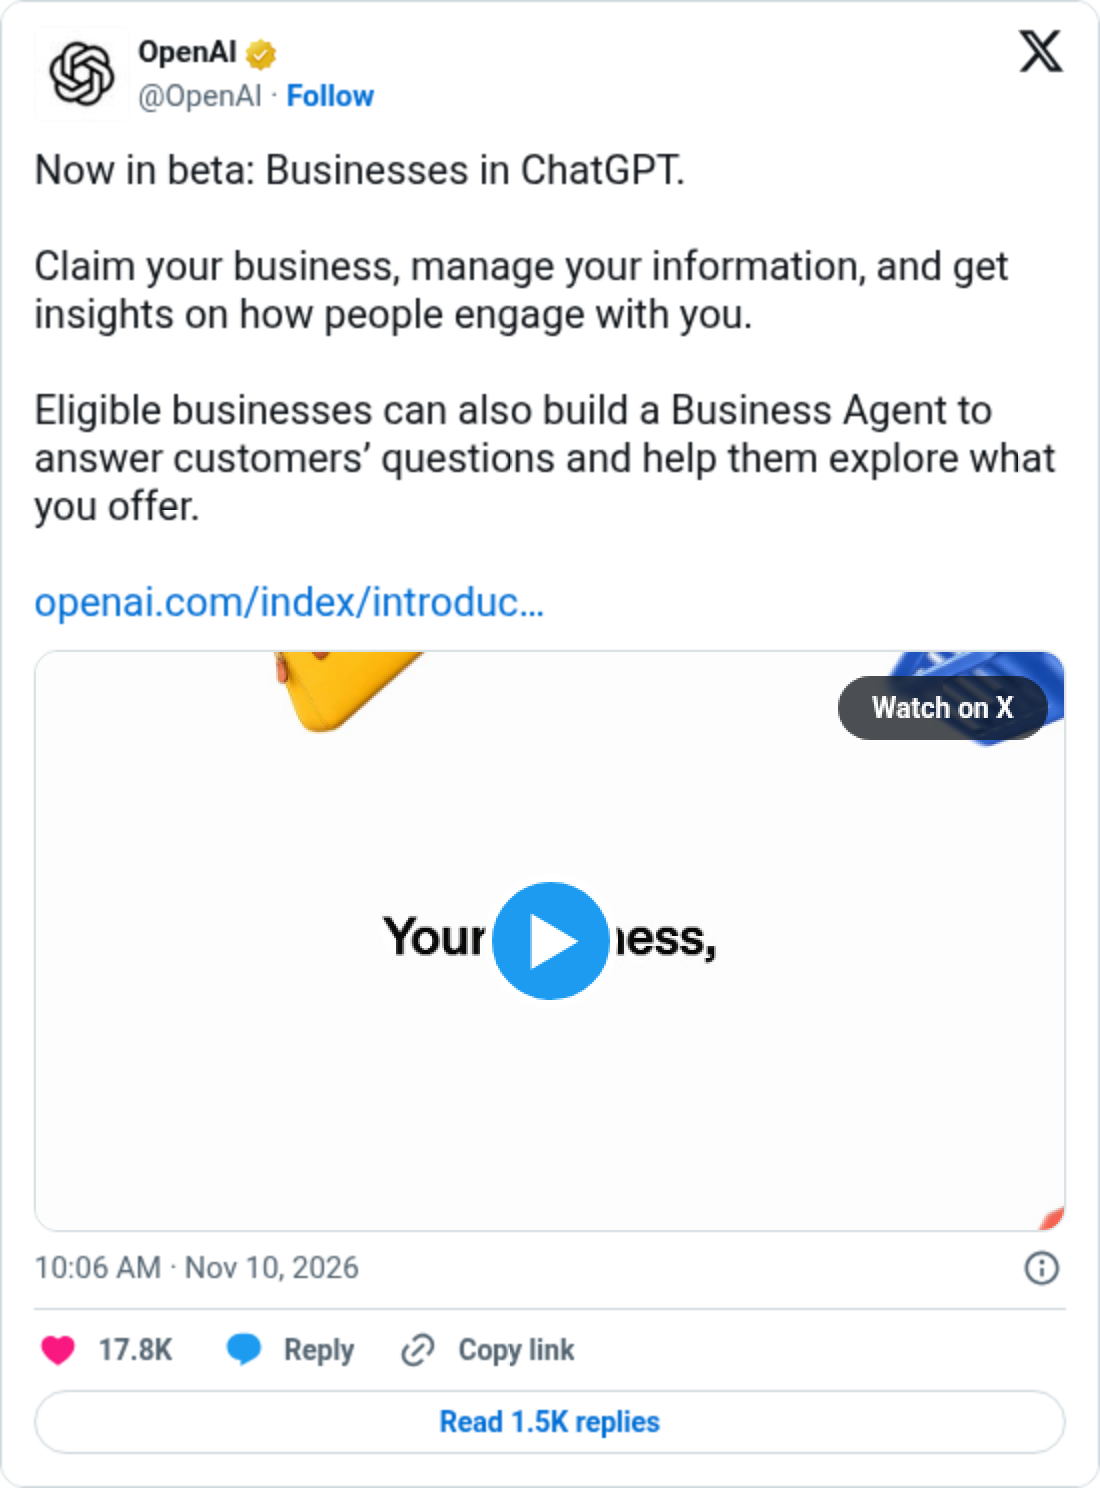 OpenAI
@OpenAI · Follow
Now in beta: Businesses in ChatGPT.
Claim your business, manage your information, and get
insights on how people engage with you.
Eligible businesses can also build a Business Agent to
answer customers’ questions and help them explore what
you offer.
openai.com/index/introduc…
Watch on X
Your
10:06 AM · Nov 10, 2026
17.8K Reply Copy link
Read 1.5K replies